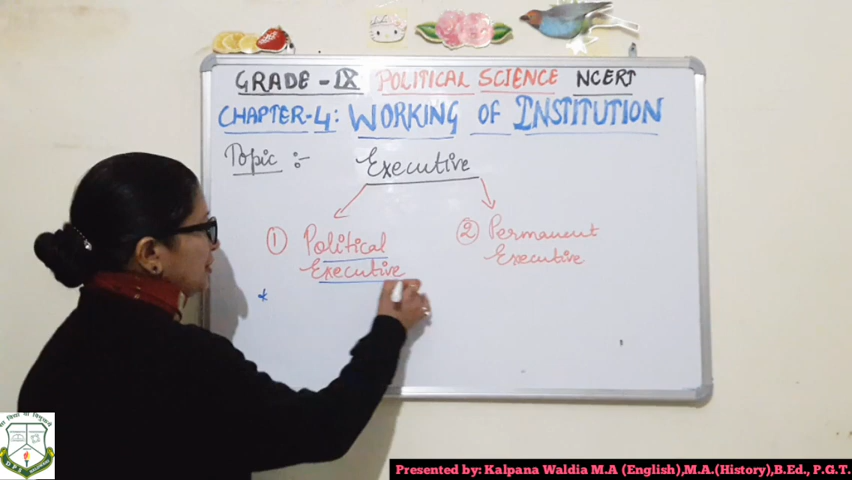 GRADE - IX POLITICAL SCIENCE NCERT
CHAPTER-4: WORKING OF INSTITUTION
Topic :- Executive
① Political
Executive
② Permanent
Executive
*
Presented by: Kalpana Waldia M.A (English),M.A.(History),B.Ed., P.G.T.